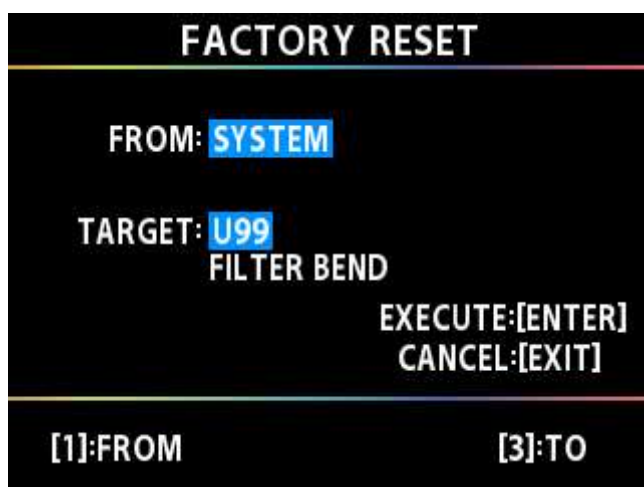 FACTORY RESET
FROM: SYSTEM
TARGET: U99
FILTER BEND
EXECUTE:[ENTER]
CANCEL:[EXIT]
[1]:FROM [3]:TO